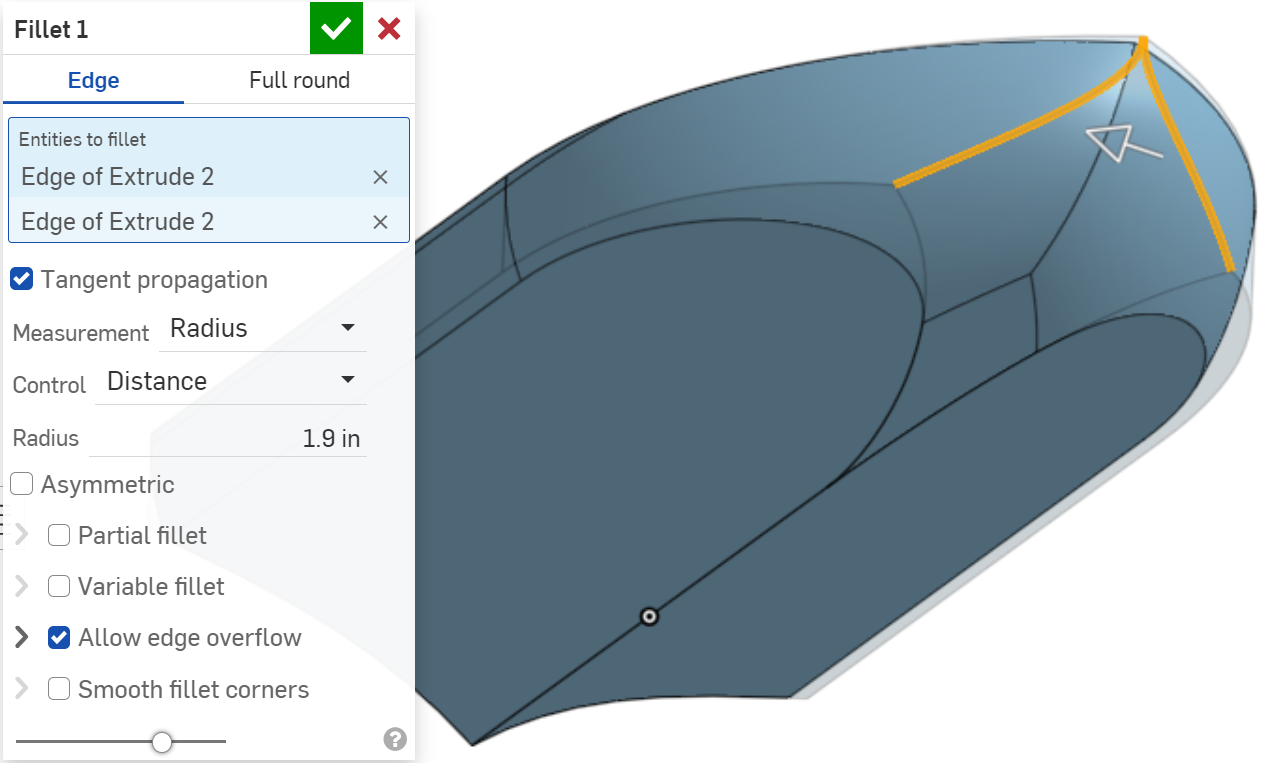 Fillet 1
Edge Full round
Entities to fillet
Edge of Extrude 2
Edge of Extrude 2
Tangent propagation
Measurement Radius
Control Distance
Radius 1.9 in
Asymmetric
Partial fillet
Variable fillet
Allow edge overflow
Smooth fillet corners
?